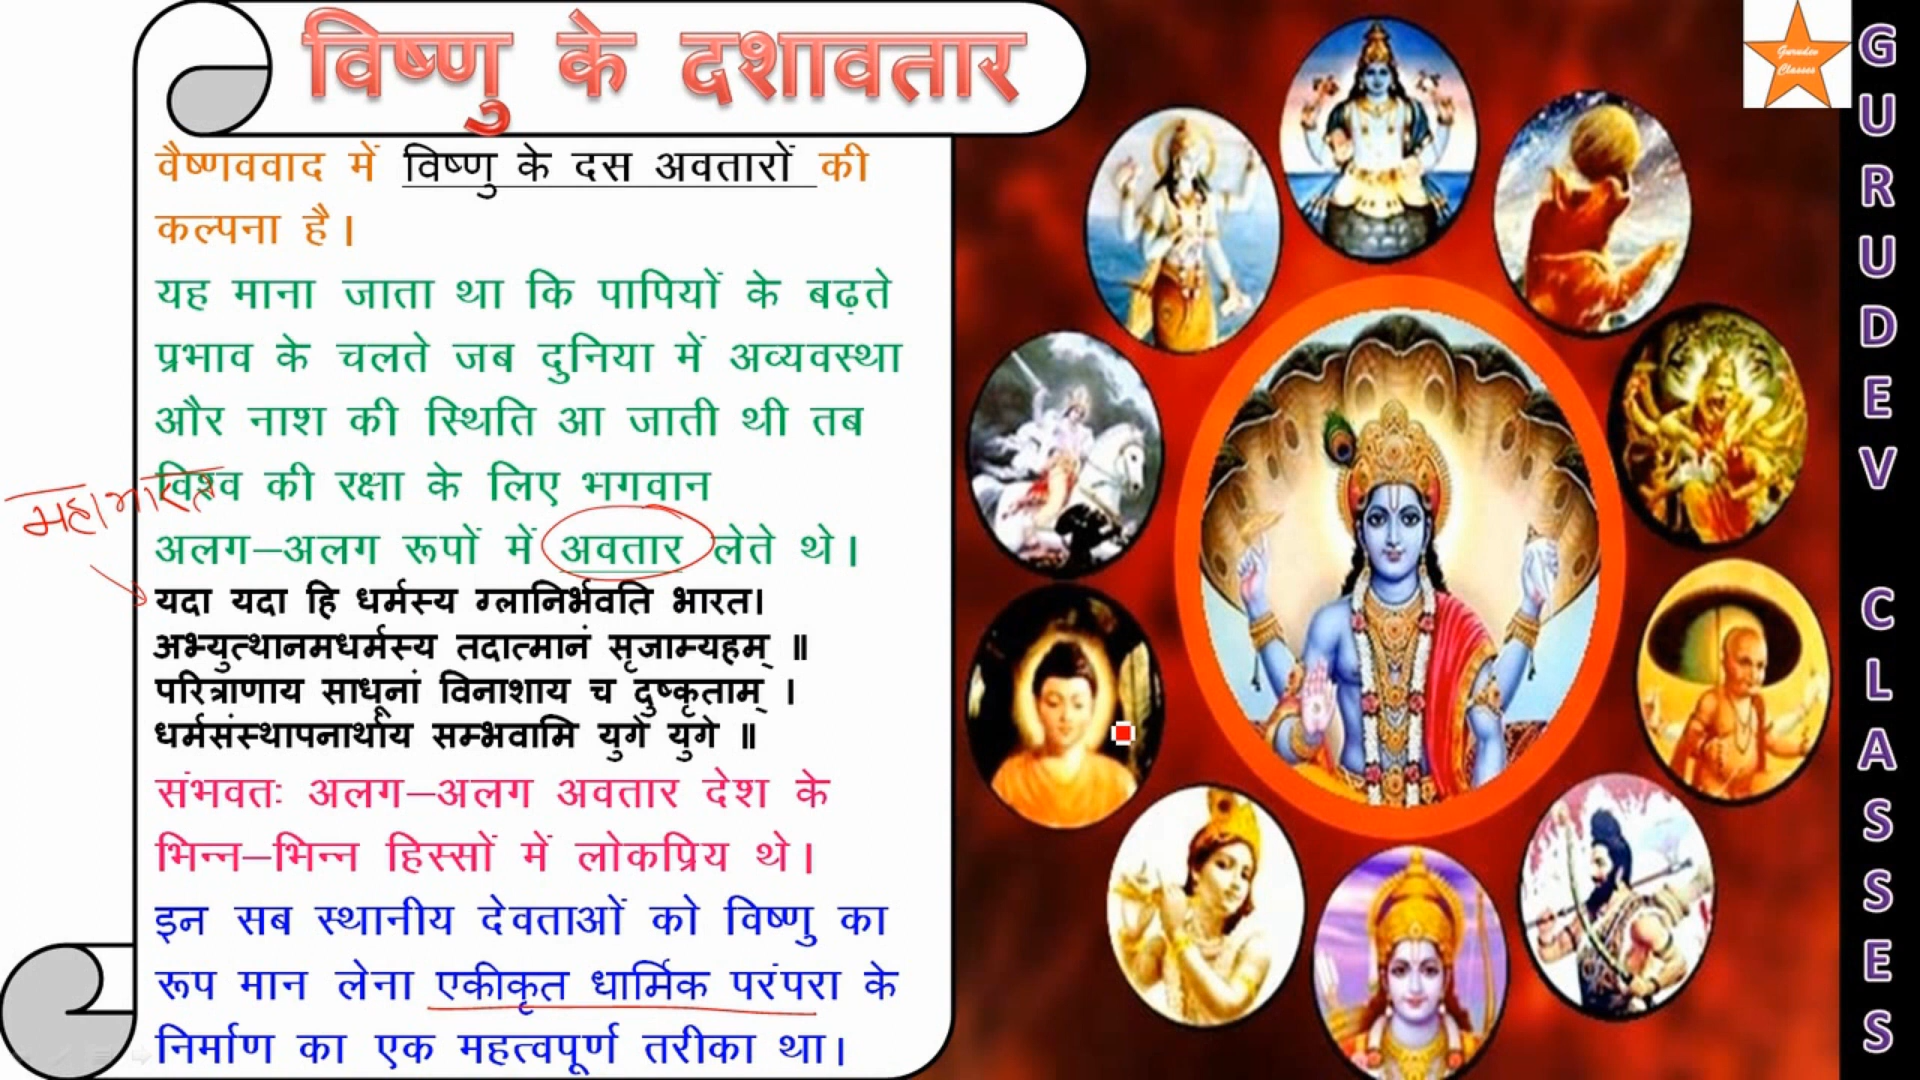 विष्णु के दशावतार
वैष्णववाद में विष्णु के दस अवतारों की
कल्पना है।
यह माना जाता था कि पापियों के बढ़ते
प्रभाव के चलते जब दुनिया में अव्यवस्था
और नाश की स्थिति आ जाती थी तब
विश्व की रक्षा के लिए भगवान
महाभारत
अलग–अलग रूपों में अवतार लेते थे।
यदा यदा हि धर्मस्य ग्लानिर्भवति भारत।
अभ्युत्थानमधर्मस्य तदात्मानं सृजाम्यहम् ॥
परित्राणाय साधूनां विनाशाय च दुष्कृताम् ।
धर्मसंस्थापनार्थाय सम्भवामि युगे युगे ॥
संभवतः अलग–अलग अवतार देश के
भिन्न–भिन्न हिस्सों में लोकप्रिय थे।
इन सब स्थानीय देवताओं को विष्णु का
रूप मान लेना एकीकृत धार्मिक परंपरा के
निर्माण का एक महत्वपूर्ण तरीका था।
Gurudev
Classes
GURUDEV CLASSES